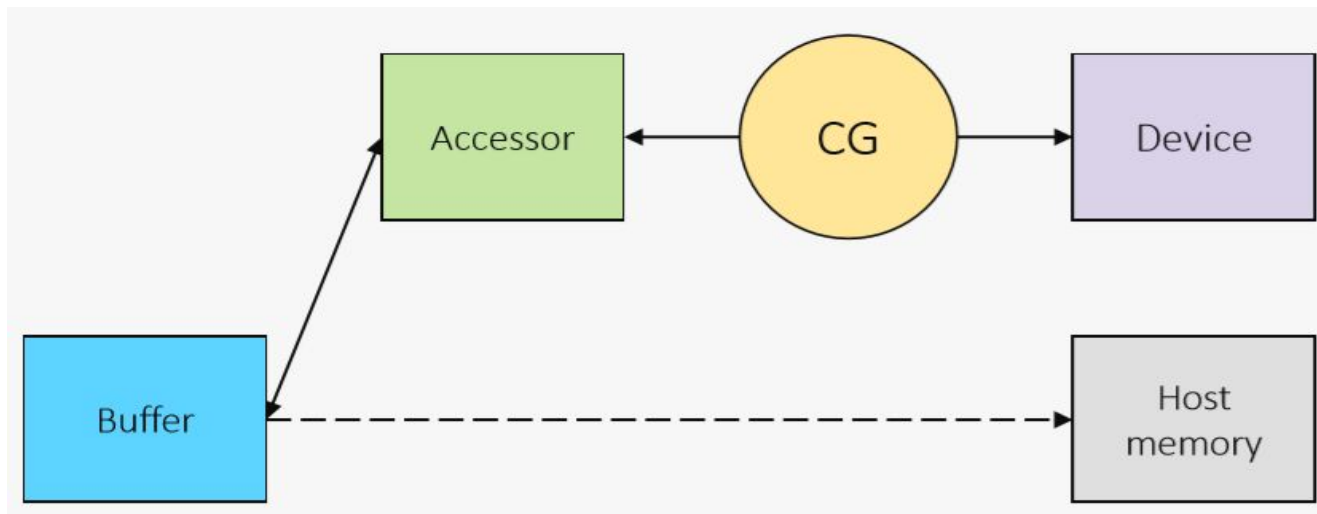 Accessor
CG
Device
Buffer
Host
memory